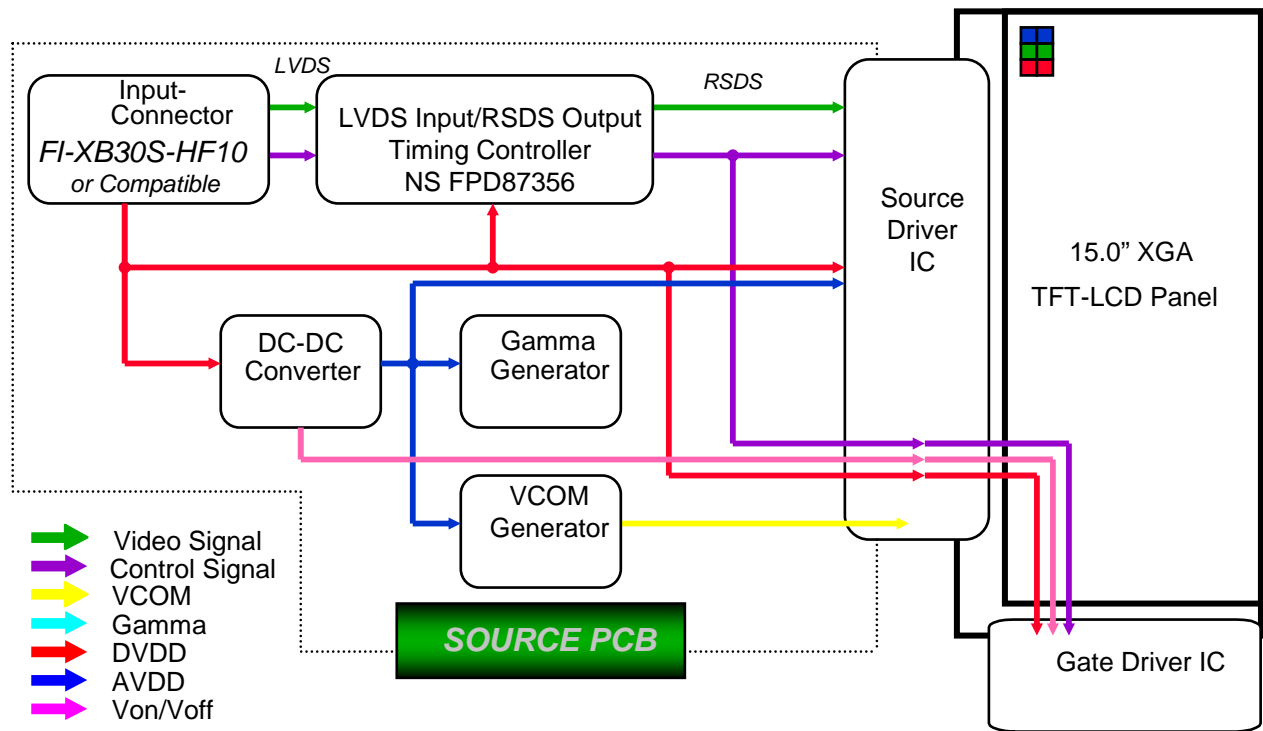 LVDS
RSDS
Input-
Connector
FI-XB30S-HF10
or Compatible
LVDS Input/RSDS Output
Timing Controller
NS FPD87356
Source
Driver
IC
15.0” XGA
TFT-LCD Panel
DC-DC
Converter
Gamma
Generator
VCOM
Generator
Video Signal
Control Signal
VCOM
Gamma
DVDD
AVDD
Von/Voff
SOURCE PCB
Gate Driver IC